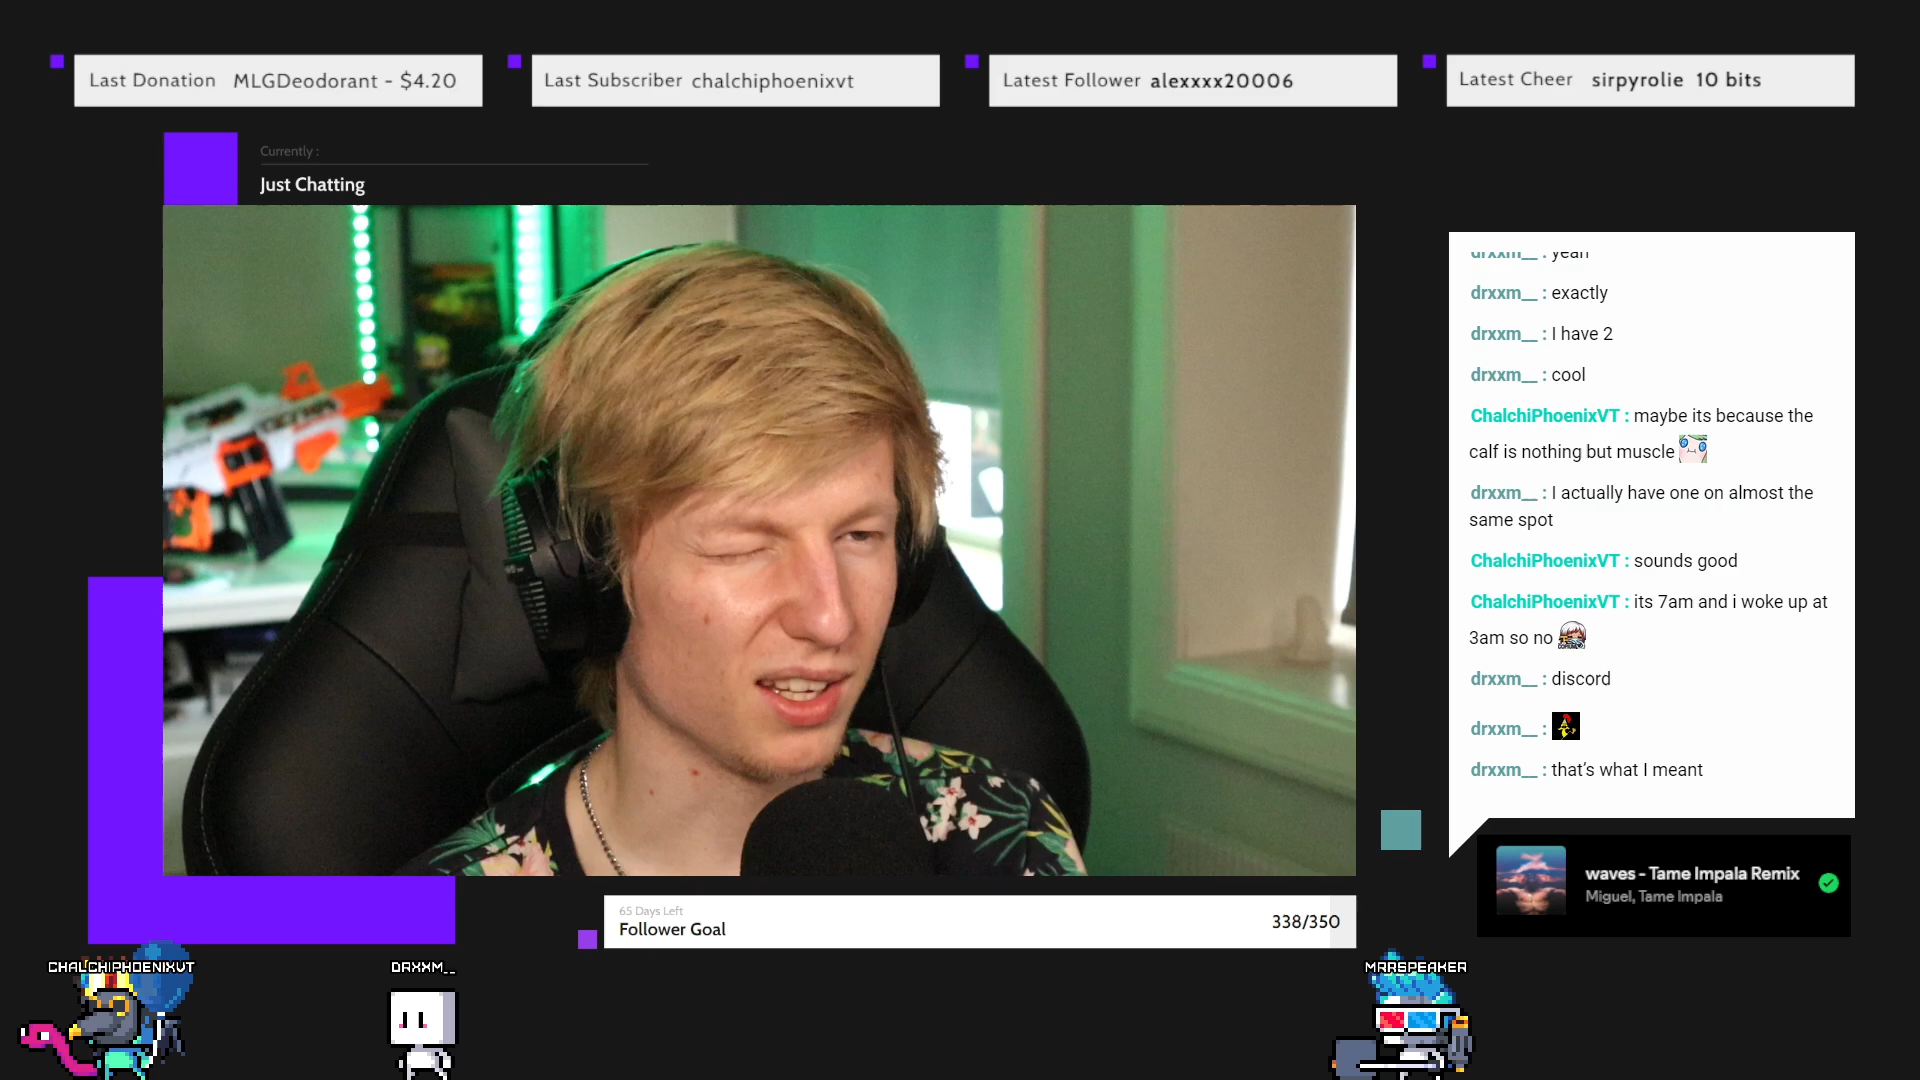 Last Donation MLGDeodorant - $4.20
Last Subscriber chalchiphoenixvt
Latest Follower alexxxx20006
Latest Cheer sirpyrolie 10 bits
Currently :
Just Chatting
drxxm__ : yeah
drxxm__ : exactly
drxxm__ : I have 2
drxxm__ : cool
ChalchiPhoenixVT : maybe its because the
calf is nothing but muscle
drxxm__ : I actually have one on almost the
same spot
ChalchiPhoenixVT : sounds good
ChalchiPhoenixVT : its 7am and i woke up at
3am so no
drxxm__ : discord
drxxm__ :
drxxm__ : that's what I meant
waves - Tame Impala Remix
Miguel, Tame Impala
65 Days Left
Follower Goal
338/350
CHALCHIPHOENIXVT
DRXXM__
MRRSPEAKER